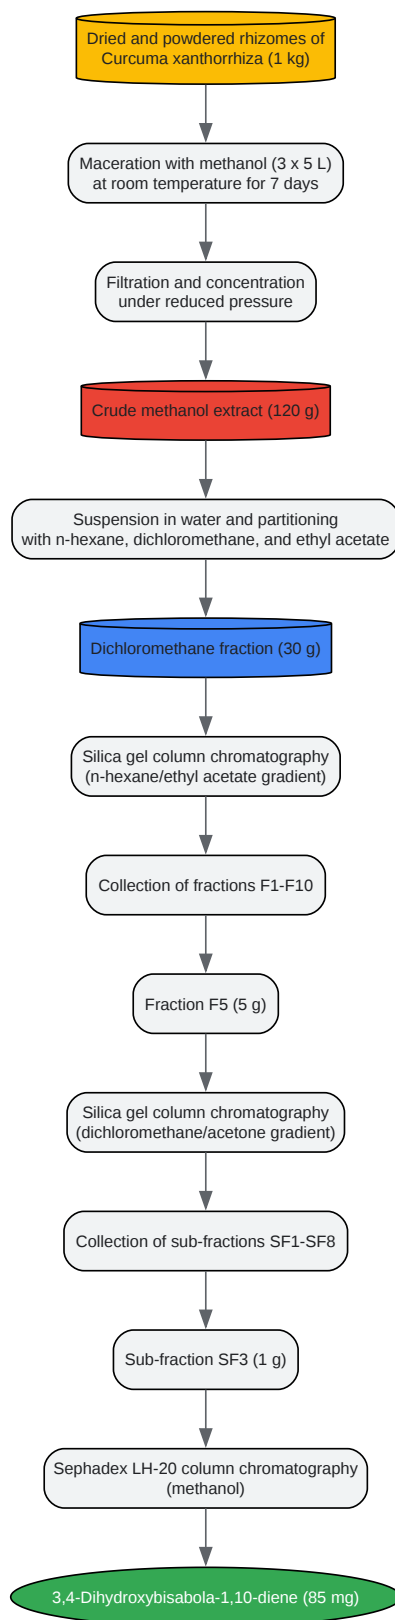 Dried and powdered rhizomes of
Curcuma xanthorrhiza (1 kg)
Maceration with methanol (3 x 5 L)
at room temperature for 7 days
Filtration and concentration
under reduced pressure
Crude methanol extract (120 g)
Suspension in water and partitioning
with n-hexane, dichloromethane, and ethyl acetate
Dichloromethane fraction (30 g)
Silica gel column chromatography
(n-hexane/ethyl acetate gradient)
Collection of fractions F1-F10
Fraction F5 (5 g)
Silica gel column chromatography
(dichloromethane/acetone gradient)
Collection of sub-fractions SF1-SF8
Sub-fraction SF3 (1 g)
Sephadex LH-20 column chromatography
(methanol)
3,4-Dihydroxybisabola-1,10-diene (85 mg)